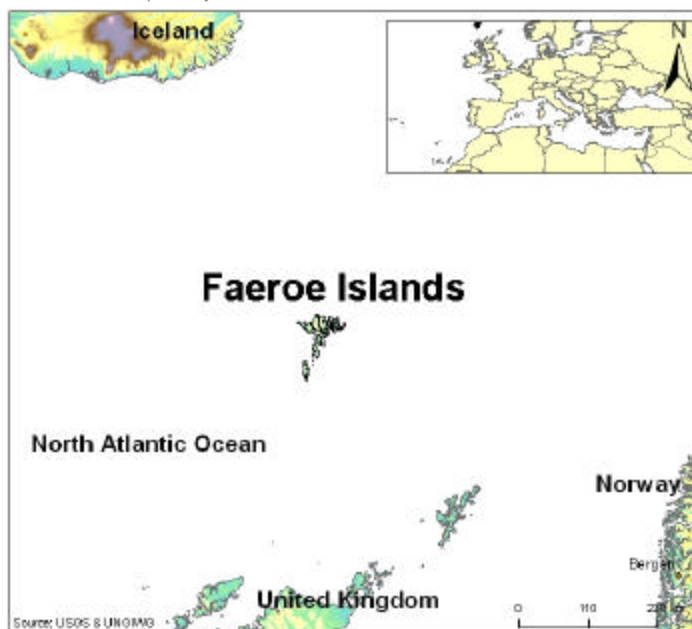 Iceland
N
Faeroe Islands
North Atlantic Ocean
Norway
Bergen
United Kingdom
0 110
Source: USGS & UNGIWG